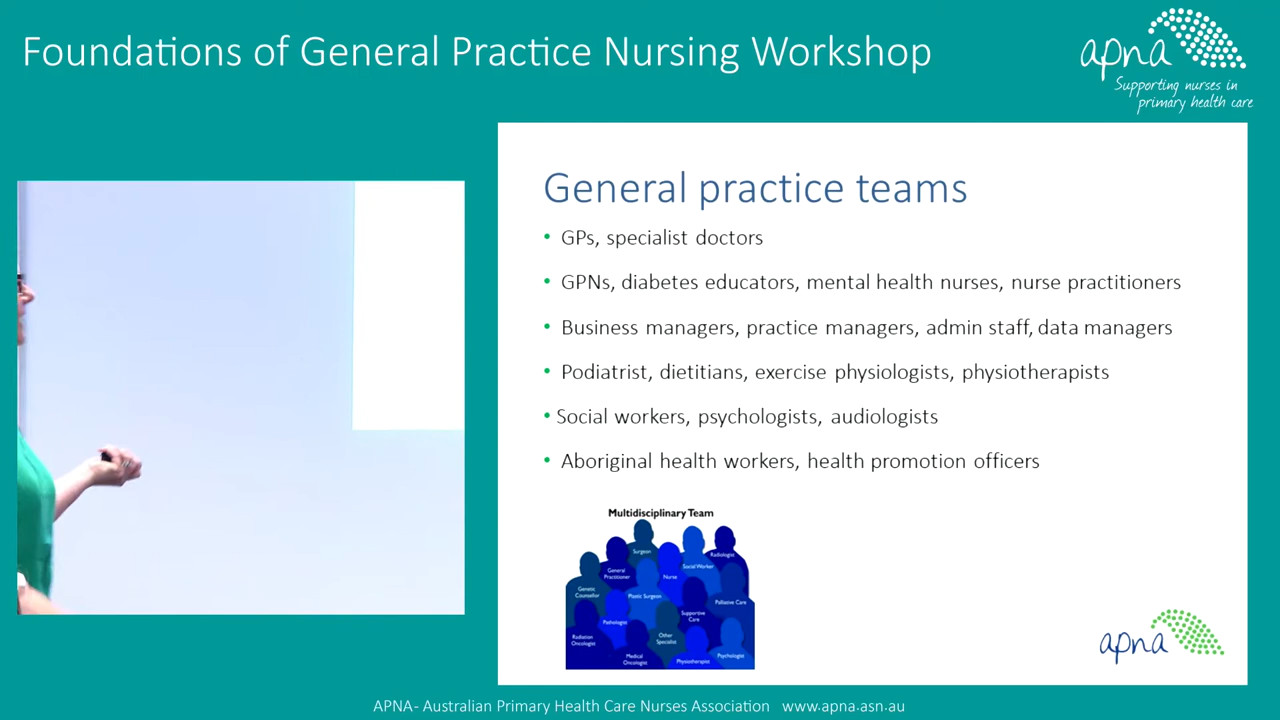 Foundations of General Practice Nursing Workshop
apna
Supporting nurses in
primary health care
General practice teams
• GPs, specialist doctors
• GPNs, diabetes educators, mental health nurses, nurse practitioners
• Business managers, practice managers, admin staff, data managers
• Podiatrist, dietitians, exercise physiologists, physiotherapists
• Social workers, psychologists, audiologists
• Aboriginal health workers, health promotion officers
Multidisciplinary Team
Surgeon
Radiologist
General
Practitioner
Nurse
Social Worker
Genetic
Counsellor
Plastic Surgeon
Palliative Care
Supportive
Care
Pathologist
Radiation
Oncologist
Other
Specialist
Medical
Oncologist
Physiotherapist
Psychologist
apna
APNA- Australian Primary Health Care Nurses Association www.apna.asn.au